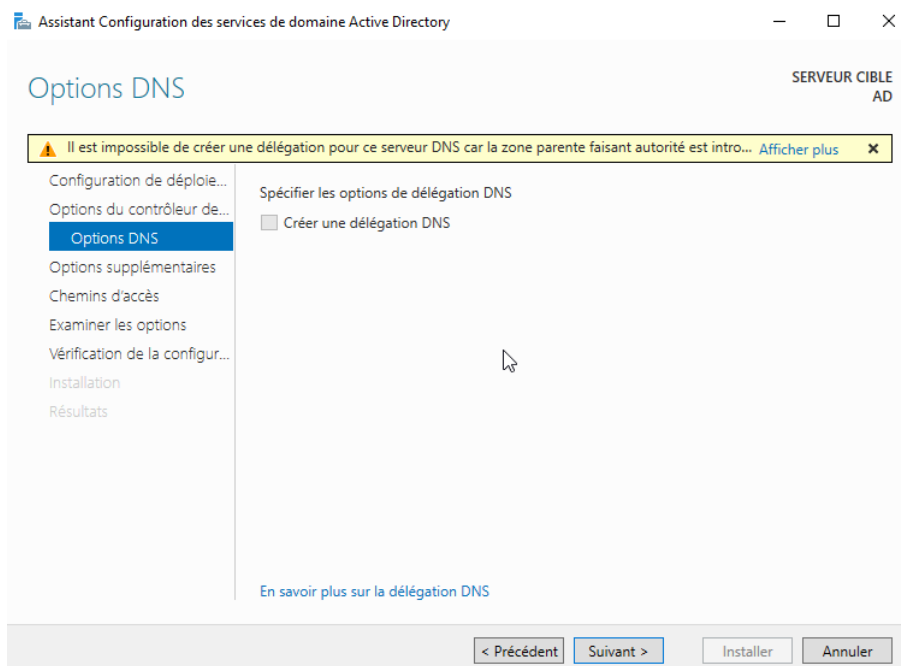 Assistant Configuration des services de domaine Active Directory
Options DNS
SERVEUR CIBLE
AD
Il est impossible de créer une délégation pour ce serveur DNS car la zone parente faisant autorité est intro... Afficher plus
Configuration de déploie...
Options du contrôleur de...
Options DNS
Options supplémentaires
Chemins d'accès
Examiner les options
Vérification de la configur...
Installation
Résultats
Spécifier les options de délégation DNS
Créer une délégation DNS
En savoir plus sur la délégation DNS
< Précédent Suivant > Installer Annuler